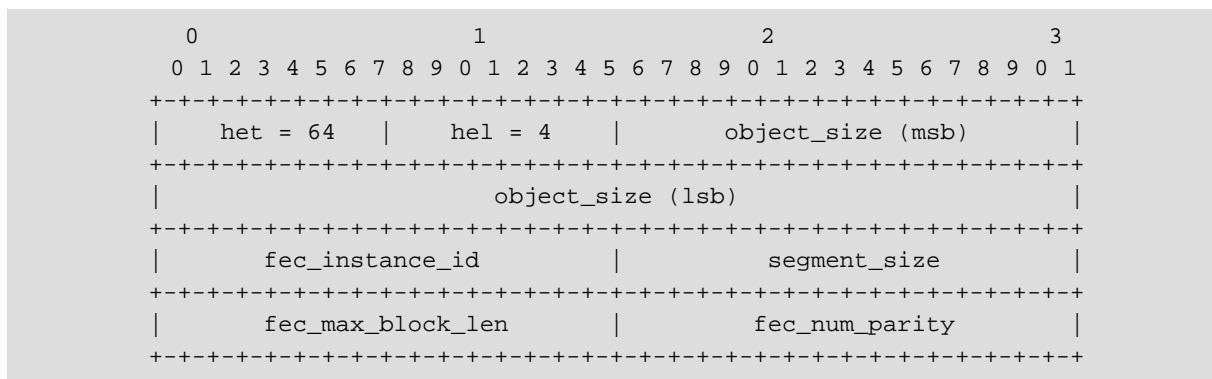 0                   1                   2                   3
 0 1 2 3 4 5 6 7 8 9 0 1 2 3 4 5 6 7 8 9 0 1 2 3 4 5 6 7 8 9 0 1
+-+-+-+-+-+-+-+-+-+-+-+-+-+-+-+-+-+-+-+-+-+-+-+-+-+-+-+-+-+-+-+-+
|    het = 64   |    hel = 4    |       object_size (msb)       |
+-+-+-+-+-+-+-+-+-+-+-+-+-+-+-+-+-+-+-+-+-+-+-+-+-+-+-+-+-+-+-+-+
|                       object_size (lsb)                       |
+-+-+-+-+-+-+-+-+-+-+-+-+-+-+-+-+-+-+-+-+-+-+-+-+-+-+-+-+-+-+-+-+
|       fec_instance_id         |          segment_size         |
+-+-+-+-+-+-+-+-+-+-+-+-+-+-+-+-+-+-+-+-+-+-+-+-+-+-+-+-+-+-+-+-+
|       fec_max_block_len       |         fec_num_parity        |
+-+-+-+-+-+-+-+-+-+-+-+-+-+-+-+-+-+-+-+-+-+-+-+-+-+-+-+-+-+-+-+-+